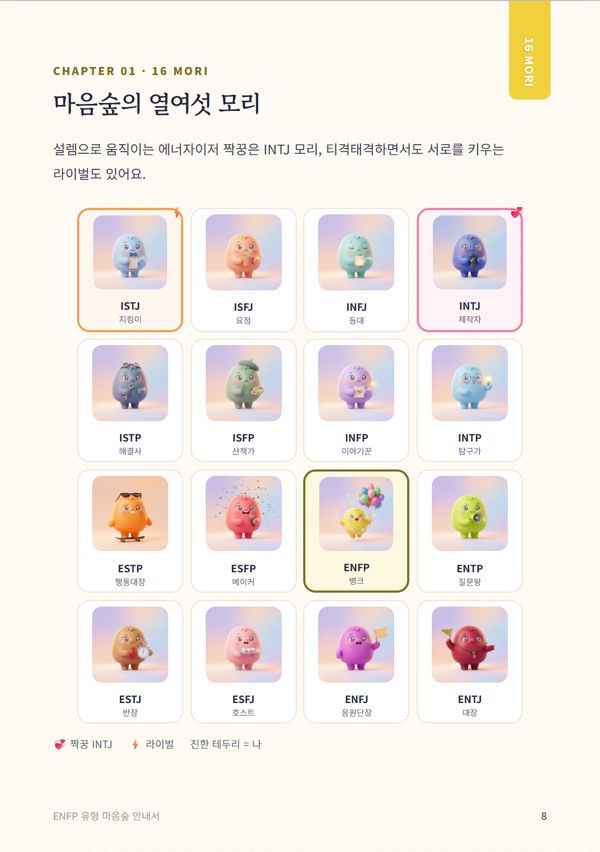 16 MORI
CHAPTER 01 · 16 MORI
마음숲의 열여섯 모리
설렘으로 움직이는 에너자이저 짝꿍은 INTJ 모리, 티격태격하면서도 서로를 키우는
라이벌도 있어요.
ISTJ
지킴이
ISFJ
요정
INFJ
등대
INTJ
제작자
ISTP
해결사
ISFP
산책가
INFP
이야기꾼
INTP
탐구가
ESTP
행동대장
ESFP
메이커
ENFP
뱅크
ENTP
질문왕
ESTJ
반장
ESFJ
호스트
ENFJ
응원단장
ENTJ
대장
💞 짝꿍 INTJ ⚡ 라이벌 진한 테두리 = 나
ENFP 유형 마음숲 안내서
8